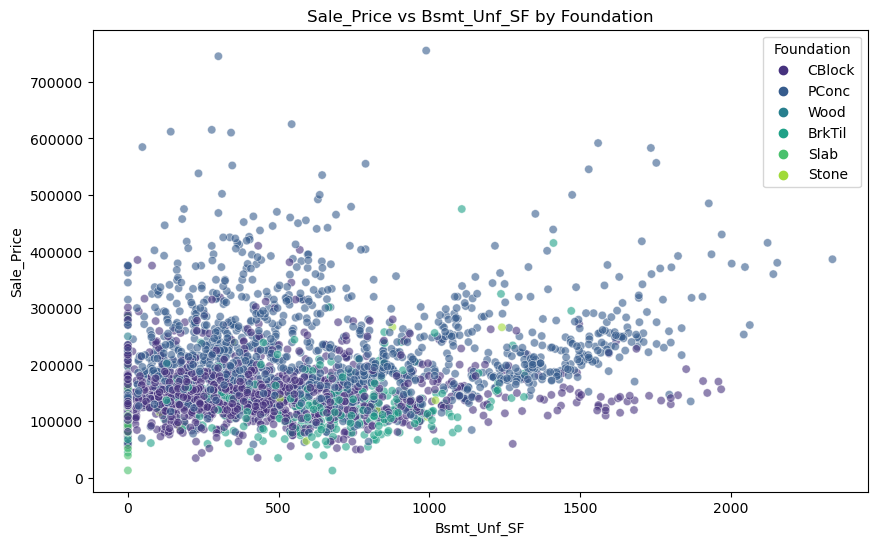 Sale_Price vs Bsmt_Unf_SF by Foundation
Foundation
CBlock
PConc
Wood
BrkTil
Slab
Stone
700000
600000
500000
400000
300000
200000
100000
0
Sale_Price
0 500 1000 1500 2000
Bsmt_Unf_SF